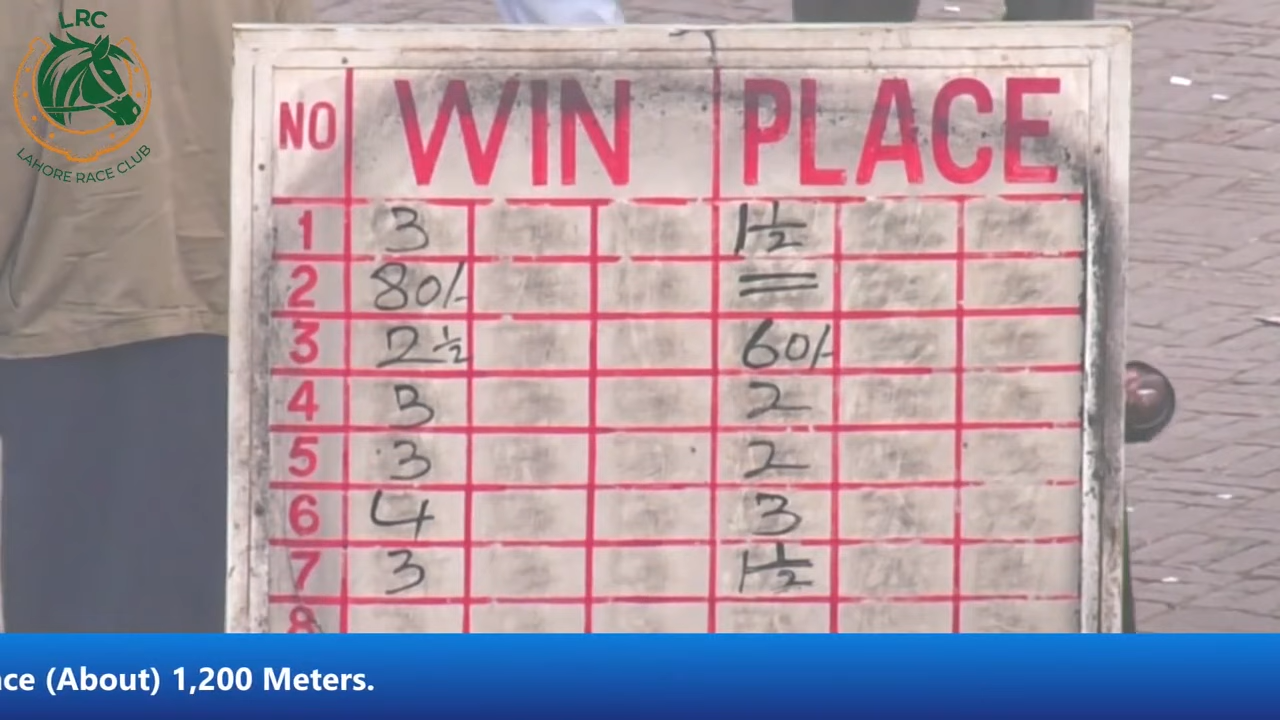 LRC
LAHORE RACE CLUB
NO WIN PLACE
1 3 1½
2 80/- =
3 2½ 60/-
4 3 2
5 3 2
6 4 3
7 3 1½
8
(About) 1,200 Meters.